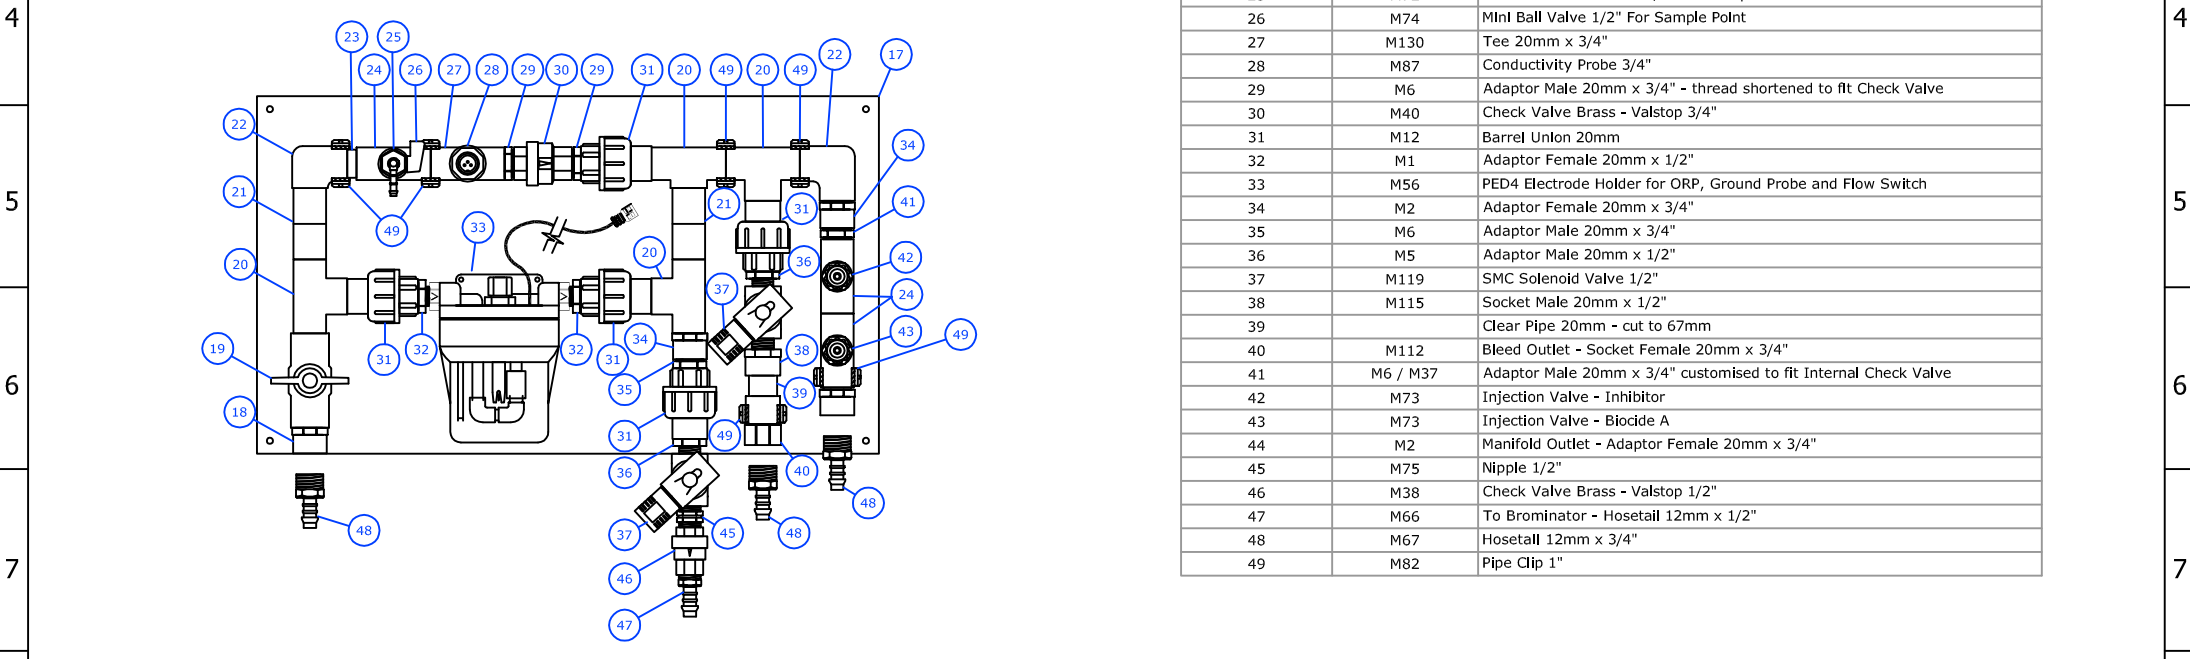 4
5
6
7
23
25
24
26
27
28
29
30
29
31
20
49
20
49
22
17
22
34
21
49
33
21
31
41
20
20
36
42
37
24
19
31
32
32
31
34
38
43
49
35
39
18
31
49
36
40
48
37
45
48
48
46
47
26 M74 Mini Ball Valve 1/2" For Sample Point
27 M130 Tee 20mm x 3/4"
28 M87 Conductivity Probe 3/4"
29 M6 Adaptor Male 20mm x 3/4" - thread shortened to fit Check Valve
30 M40 Check Valve Brass - Valstop 3/4"
31 M12 Barrel Union 20mm
32 M1 Adaptor Female 20mm x 1/2"
33 M56 PED4 Electrode Holder for ORP, Ground Probe and Flow Switch
34 M2 Adaptor Female 20mm x 3/4"
35 M6 Adaptor Male 20mm x 3/4"
36 M5 Adaptor Male 20mm x 1/2"
37 M119 SMC Solenoid Valve 1/2"
38 M115 Socket Male 20mm x 1/2"
39 Clear Pipe 20mm - cut to 67mm
40 M112 Bleed Outlet - Socket Female 20mm x 3/4"
41 M6 / M37 Adaptor Male 20mm x 3/4" customised to fit Internal Check Valve
42 M73 Injection Valve - Inhibitor
43 M73 Injection Valve - Biocide A
44 M2 Manifold Outlet - Adaptor Female 20mm x 3/4"
45 M75 Nipple 1/2"
46 M38 Check Valve Brass - Valstop 1/2"
47 M66 To Brominator - Hosetail 12mm x 1/2"
48 M67 Hosetail 12mm x 3/4"
49 M82 Pipe Clip 1"
4
5
6
7